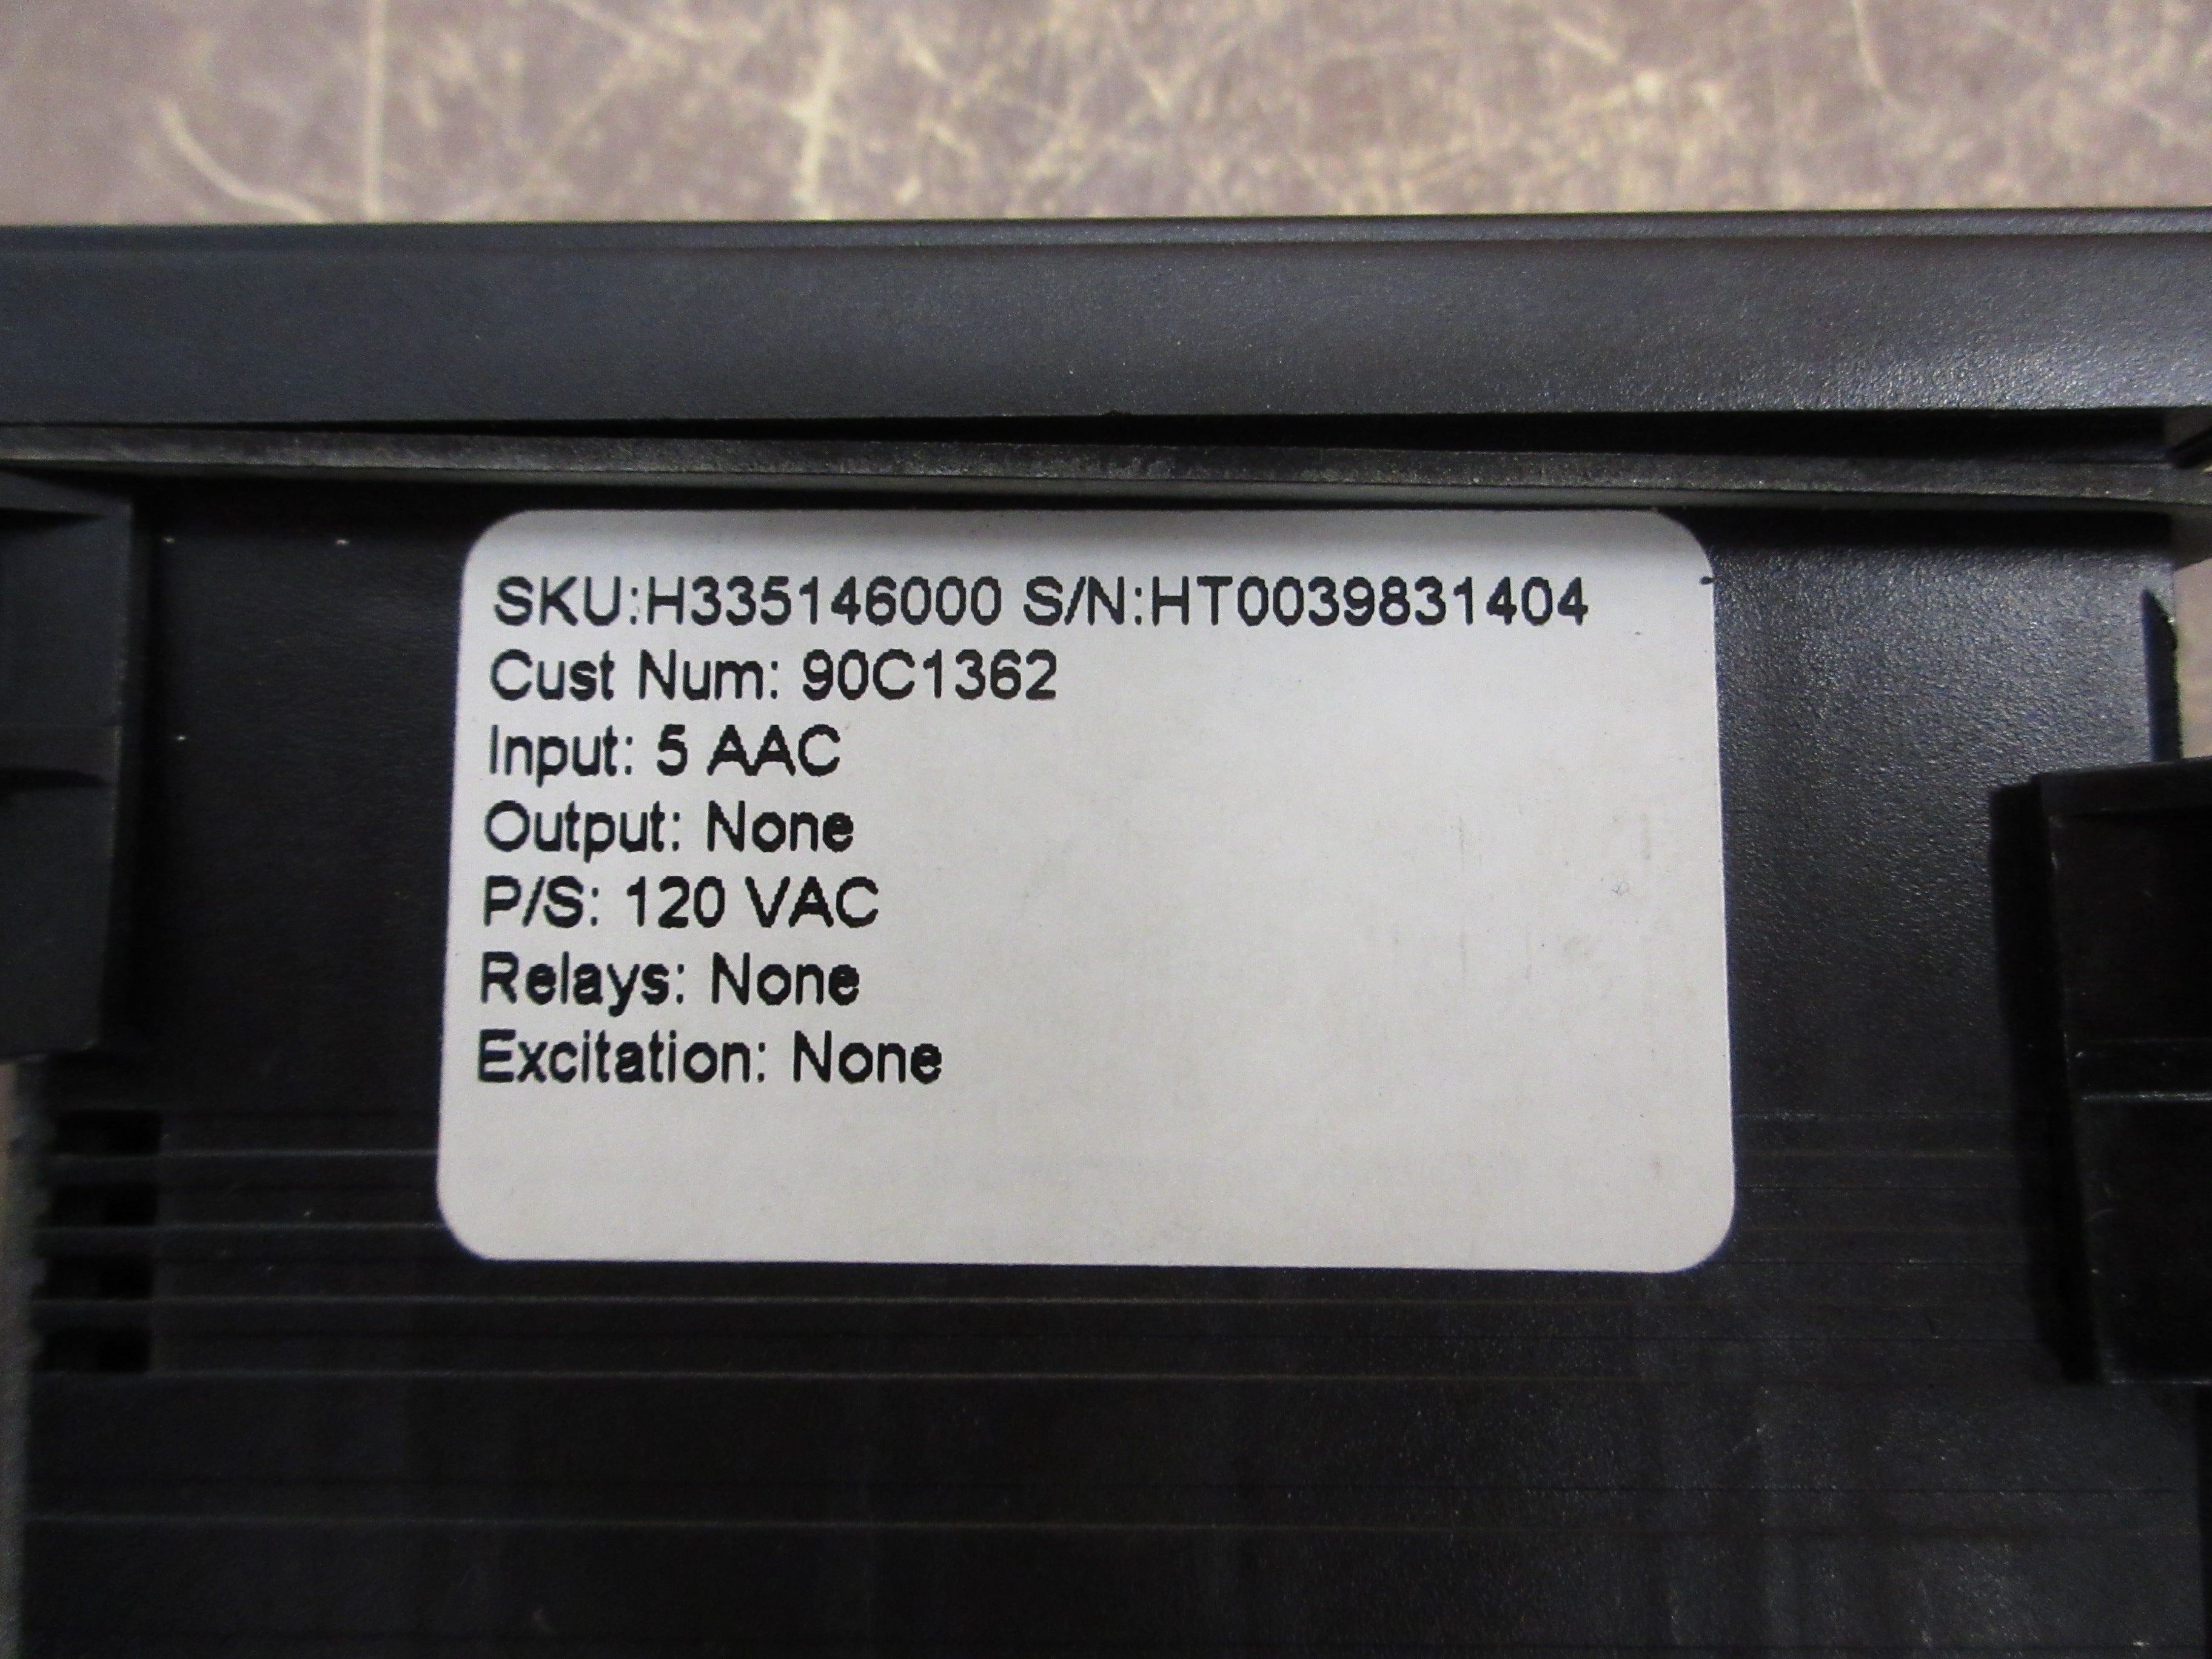 SKU:H335146000 S/N:HT0039831404
Cust Num: 90C1362
Input: 5 AAC
Output: None
P/S: 120 VAC
Relays: None
Excitation: None